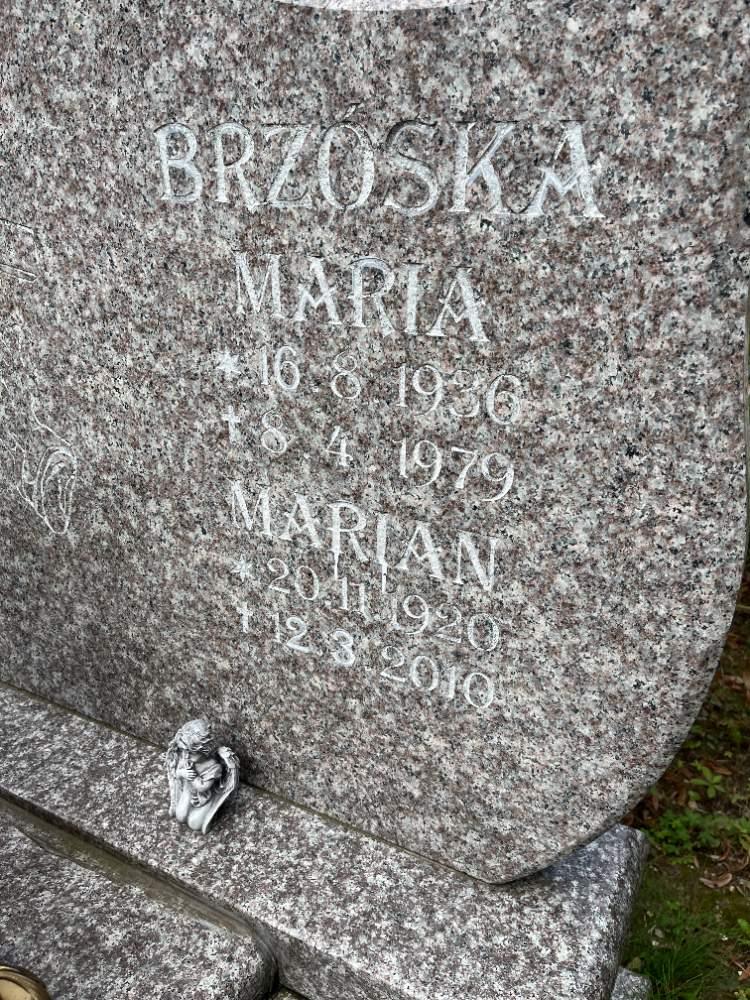 BRZÓSKA
MARIA
* 16. 8 1936
† 8. 4 1979
MARIAN
* 20.11.1920
† 12.3 2010